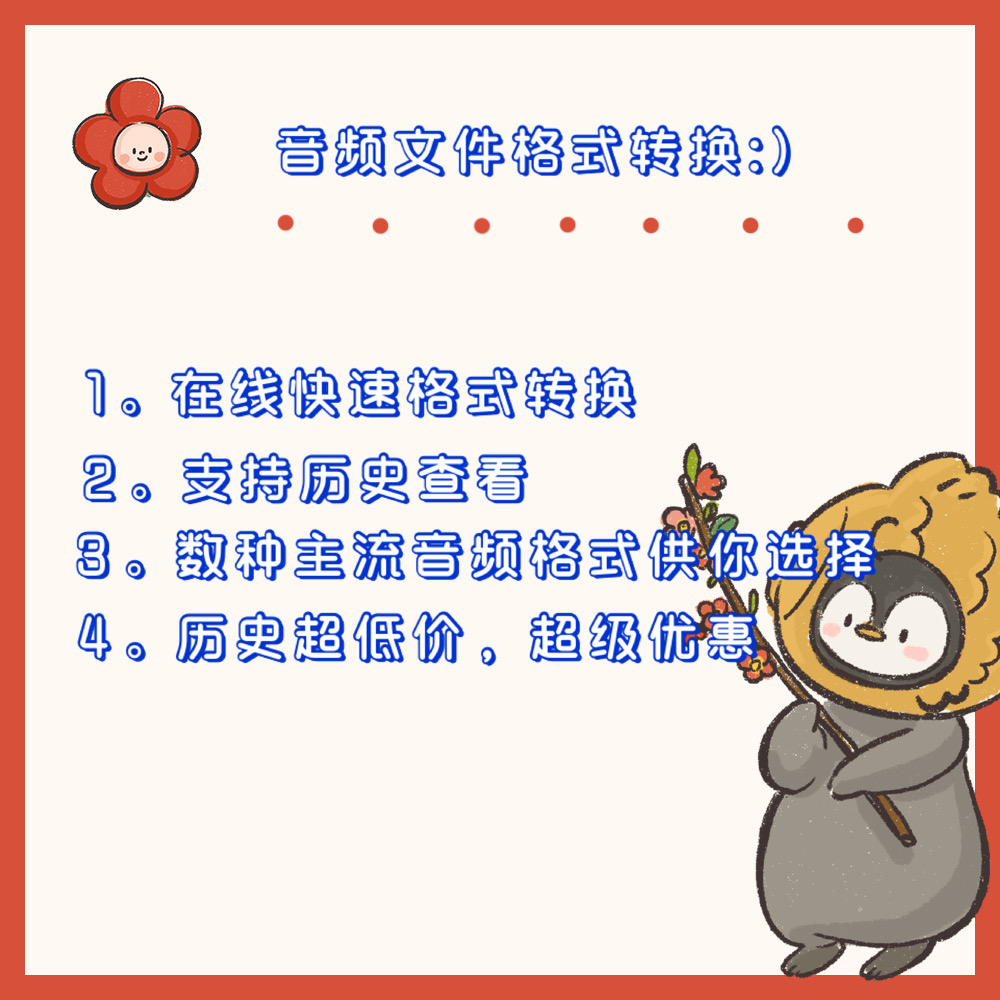 音频文件格式转换:)
1。在线快速格式转换
2。支持历史查看
3。数种主流音频格式供你选择
4。历史超低价，超级优惠